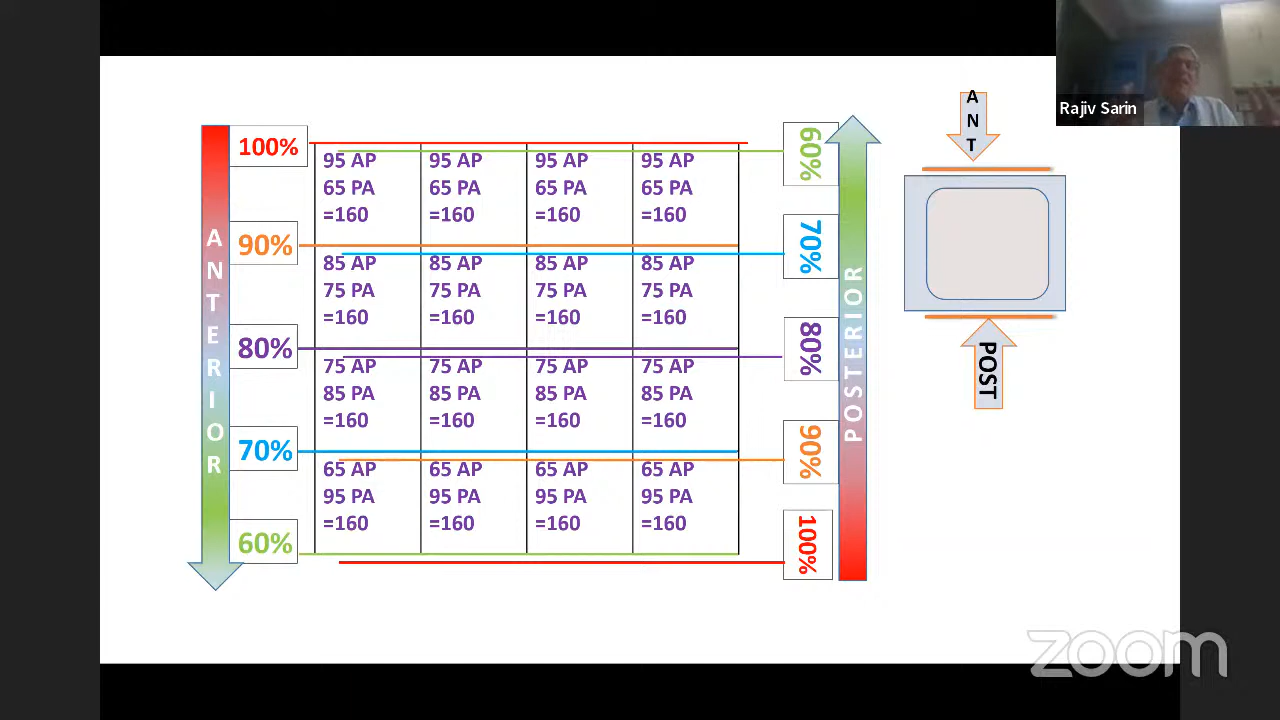 Rajiv Sarin
ANT
100%
60%
95 AP 95 AP 95 AP 95 AP
65 PA 65 PA 65 PA 65 PA
=160 =160 =160 =160
90%
70%
85 AP 85 AP 85 AP 85 AP
75 PA 75 PA 75 PA 75 PA
=160 =160 =160 =160
80%
80%
75 AP 75 AP 75 AP 75 AP
85 PA 85 PA 85 PA 85 PA
=160 =160 =160 =160
70%
90%
65 AP 65 AP 65 AP 65 AP
95 PA 95 PA 95 PA 95 PA
=160 =160 =160 =160
60%
100%
ANTERIOR
POSTERIOR
POST
zoom